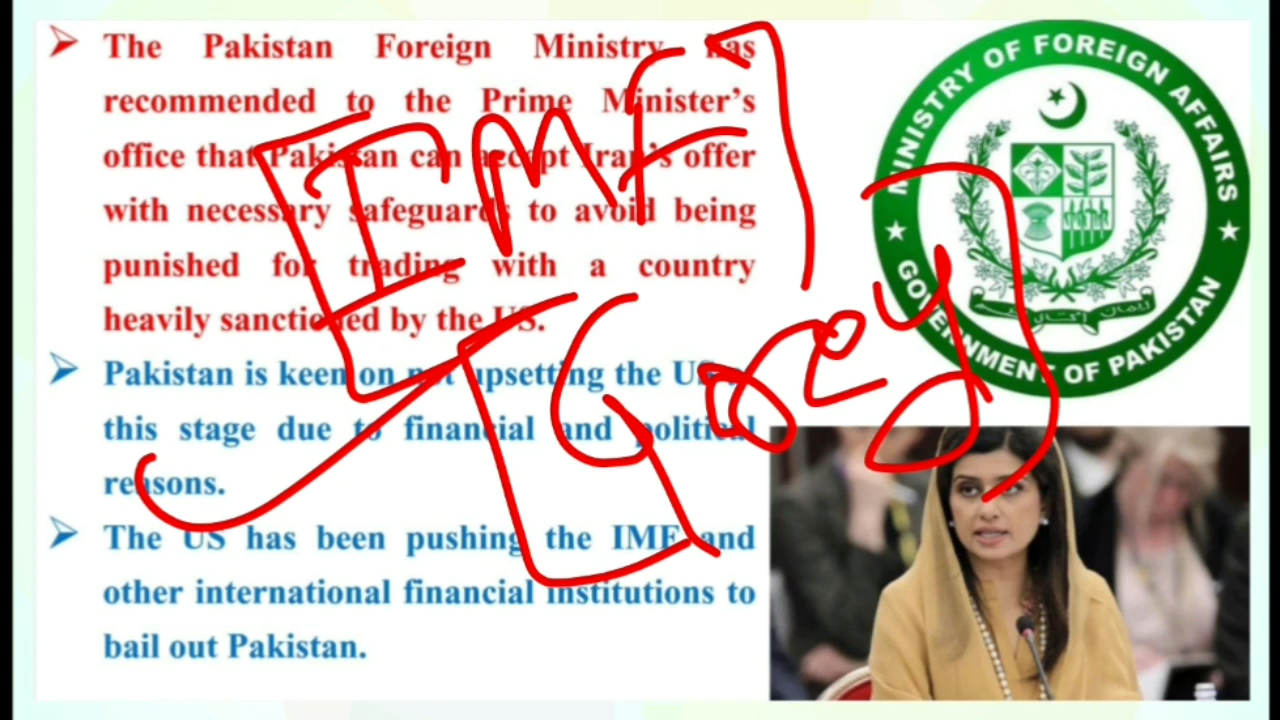 The Pakistan Foreign Ministry has
recommended to the Prime Minister's
office that Pakistan can accept Iran's offer
with necessary safeguards to avoid being
punished for trading with a country
heavily sanctioned by the US.
Pakistan is keen on not upsetting the US
this stage due to financial and political
reasons.
The US has been pushing the IMF and
other international financial institutions to
bail out Pakistan.
IMF
Grey
MINISTRY OF FOREIGN AFFAIRS
GOVERNMENT OF PAKISTAN